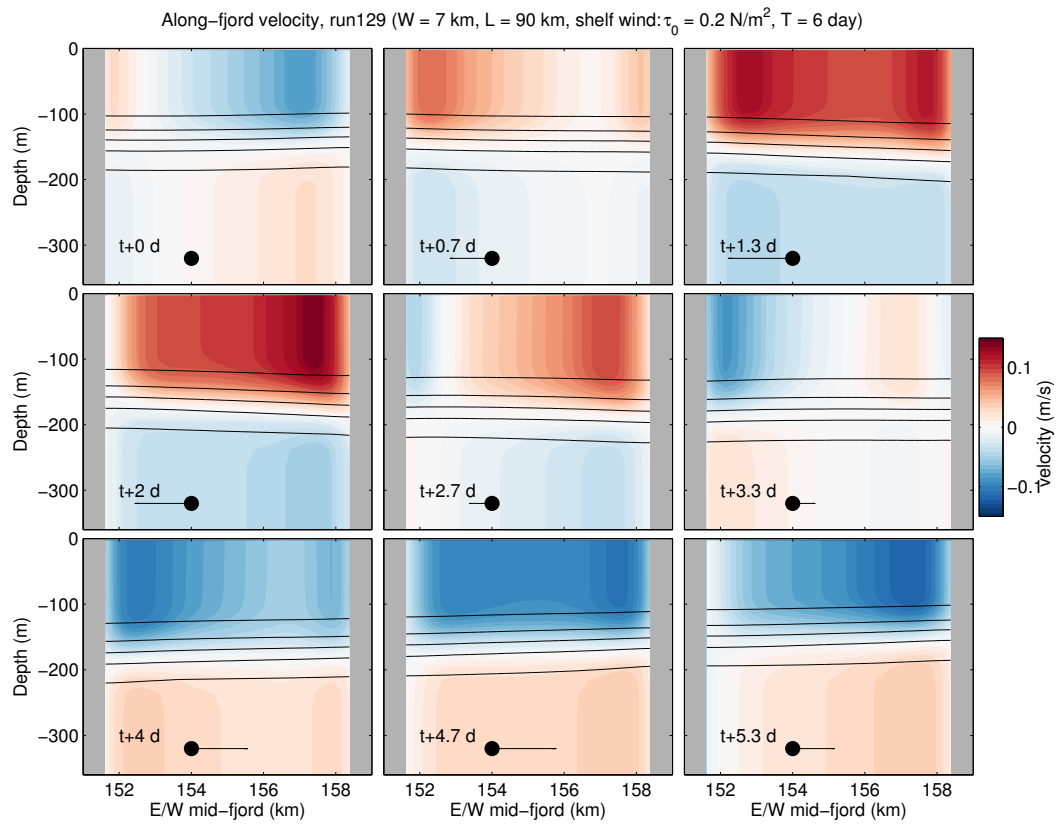 Along−fjord velocity, run129 (W = 7 km, L = 90 km, shelf wind: τ0 = 0.2 N/m2, T = 6 day)
0
−100
−200
−300
Depth (m)
t+0 d
t+0.7 d
t+1.3 d
0
−100
−200
−300
Depth (m)
t+2 d
t+2.7 d
t+3.3 d
0.1
0
−0.1
Velocity (m/s)
0
−100
−200
−300
Depth (m)
t+4 d
t+4.7 d
t+5.3 d
152 154 156 158
152 154 156 158
152 154 156 158
E/W mid−fjord (km)
E/W mid−fjord (km)
E/W mid−fjord (km)